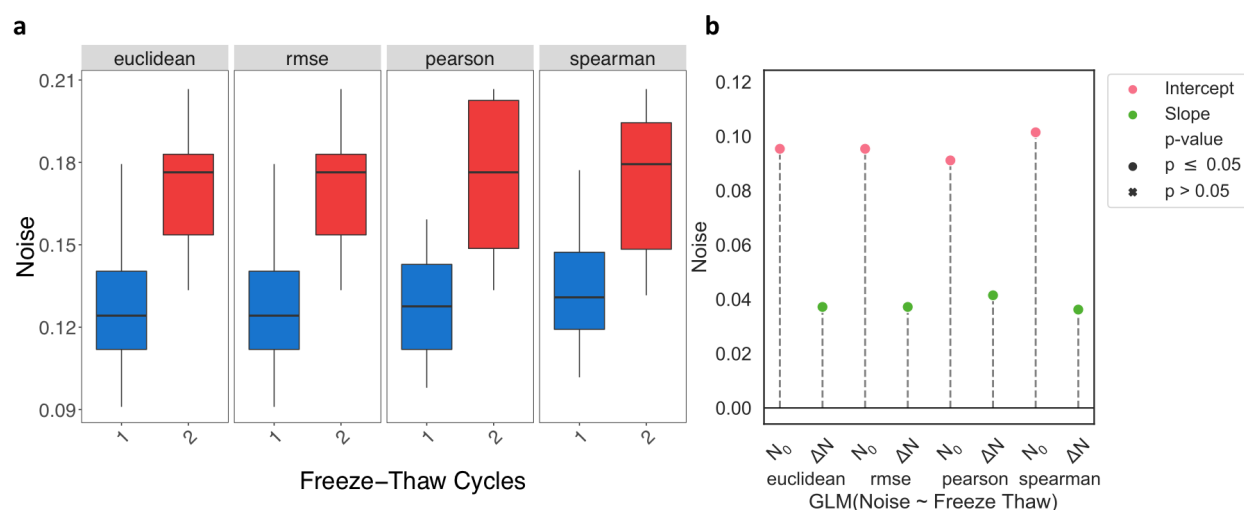 a
euclidean rmse pearson spearman
0.21
0.18
0.15
0.12
0.09
Noise
1 2 1 2 1 2 1 2
Freeze−Thaw Cycles
b
0.12
0.10
0.08
0.06
0.04
0.02
0.00
Noise
N0 ΔN N0 ΔN N0 ΔN N0 ΔN
euclidean rmse pearson spearman
GLM(Noise ~ Freeze Thaw)
Intercept
Slope
p-value
p ≤ 0.05
p > 0.05